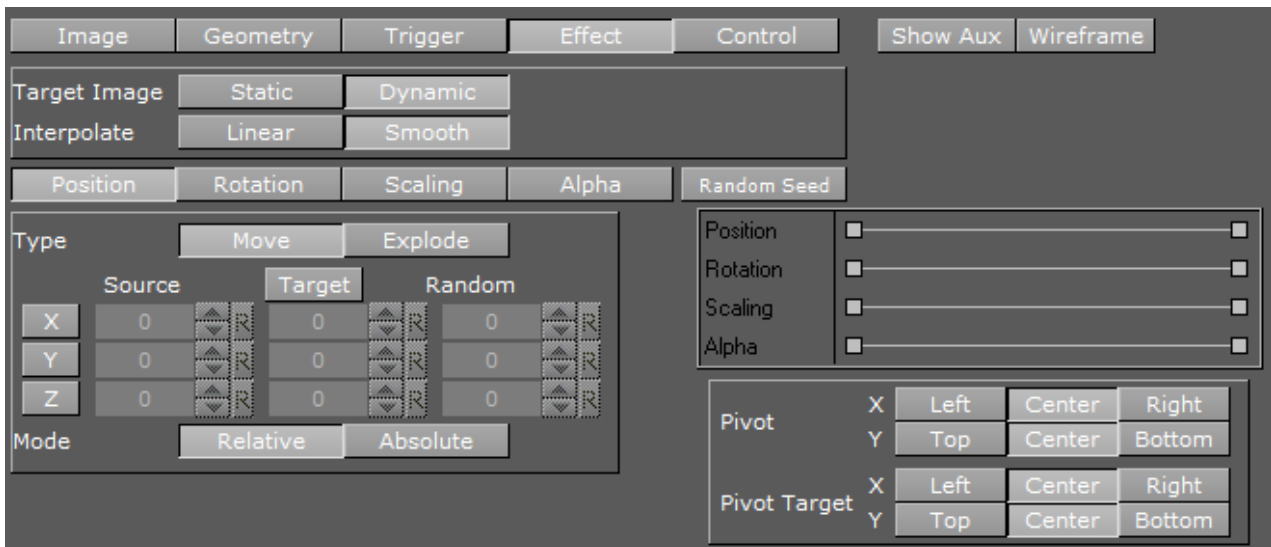 Image Geometry Trigger Effect Control Show Aux Wireframe
Target Image Static Dynamic
Interpolate Linear Smooth
Position Rotation Scaling Alpha Random Seed
Type Move Explode
Source Target Random
X 0 R 0 R 0 R
Y 0 R 0 R 0 R
Z 0 R 0 R 0 R
Mode Relative Absolute
Position
Rotation
Scaling
Alpha
Pivot X Left Center Right
Y Top Center Bottom
Pivot Target X Left Center Right
Y Top Center Bottom